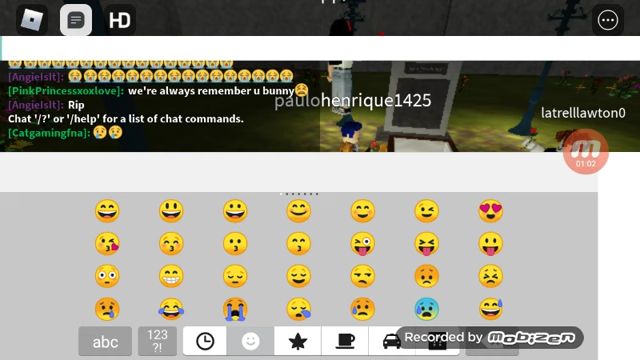 HD
[AngieIsIt]: 😭😭😭😭😭😭😭😭😭😭😭😭😭😭😭
[PinkPrincessxoxlove]: we're always remember u bunny😩
[AngieIsIt]: Rip
Chat '/?' or '/help' for a list of chat commands.
[Catgamingfna]: 😢😢
paulohenrique1425
latrelllawton0
01:02
abc
123
?!
Recorded by mobizen